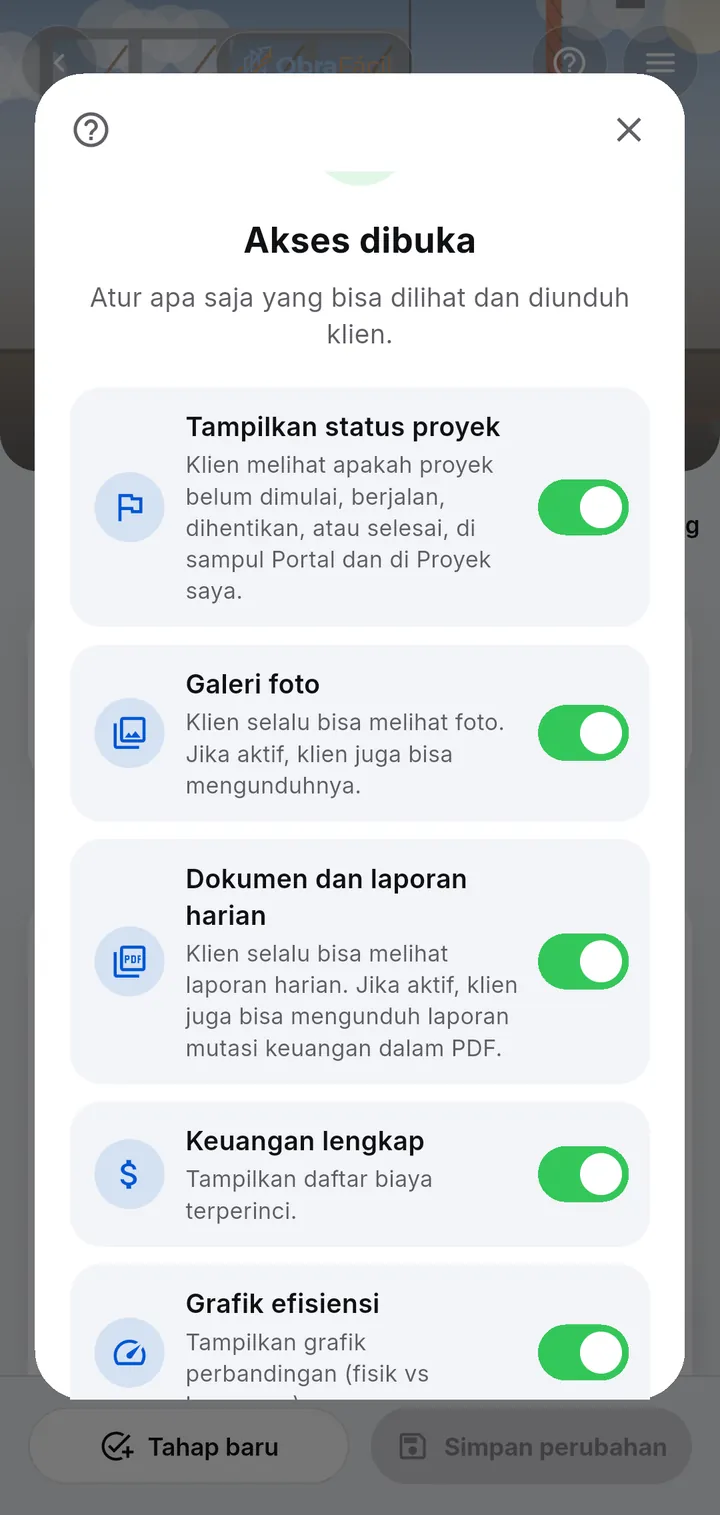 ObraFácil
Akses dibuka
Atur apa saja yang bisa dilihat dan diunduh
klien.
Tampilkan status proyek
Klien melihat apakah proyek
belum dimulai, berjalan,
dihentikan, atau selesai, di
sampul Portal dan di Proyek
saya.
g
Galeri foto
Klien selalu bisa melihat foto.
Jika aktif, klien juga bisa
mengunduhnya.
Dokumen dan laporan
harian
PDF
Klien selalu bisa melihat
laporan harian. Jika aktif, klien
juga bisa mengunduh laporan
mutasi keuangan dalam PDF.
Keuangan lengkap
$
Tampilkan daftar biaya
terperinci.
Grafik efisiensi
Tampilkan grafik
perbandingan (fisik vs
Tahap baru
Simpan perubahan